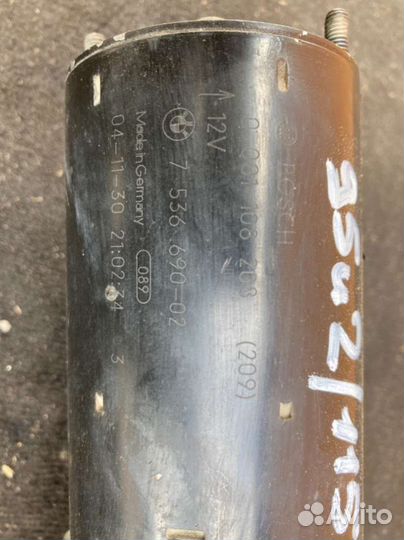 BOSCH
0 001 106 203 (209)
12V
7 536 690-02
Made in Germany 089
04-11-30 21:02:34 3
Avito